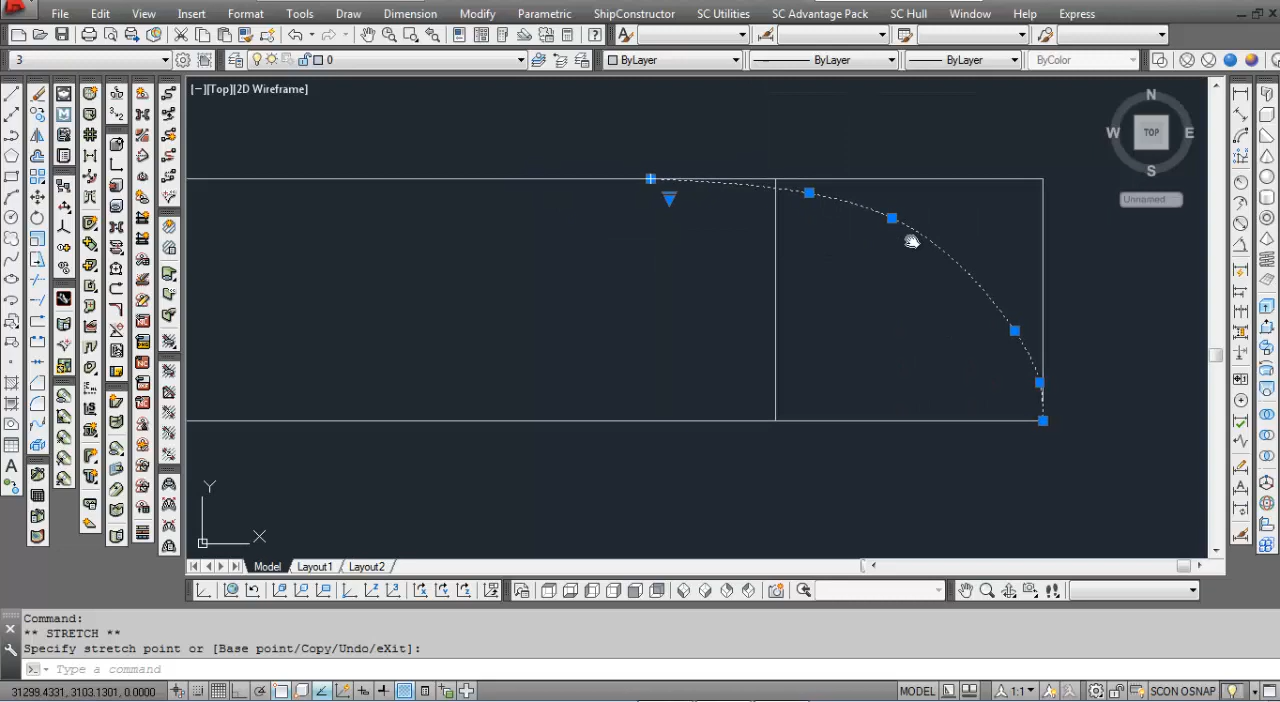 File Edit View Insert Format Tools Draw Dimension Modify Parametric ShipConstructor SC Utilities SC Advantage Pack SC Hull Window Help Express
3 0 ByLayer ByLayer ByLayer ByColor
[−][Top][2D Wireframe]
N
W TOP E
S
Unnamed
Y
X
Model Layout1 Layout2
Command:
** STRETCH **
Specify stretch point or [Base point/Copy/Undo/eXit]:
Type a command
31299.4331, 3103.1301, 0.0000 MODEL 1:1 SCON OSNAP